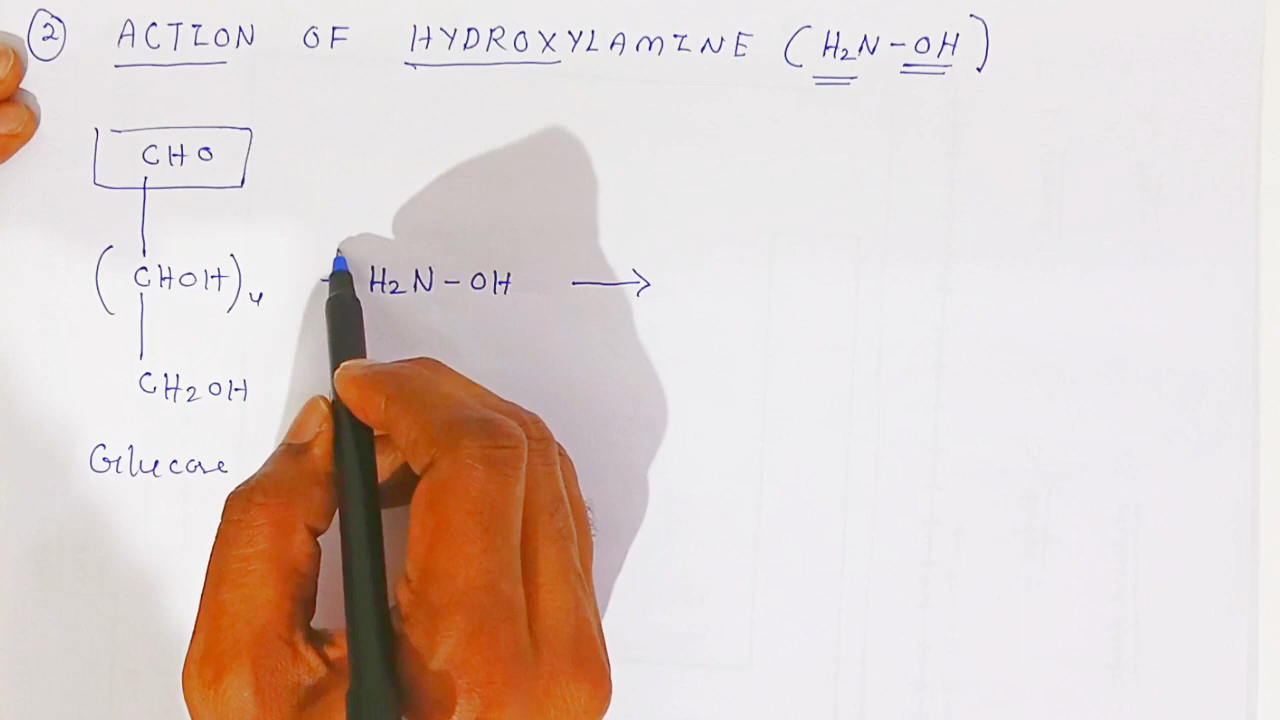 ② ACTION OF HYDROXYLAMINE (H₂N-OH)
CHO
(CHOH)₄ + H₂N-OH →
CH₂OH
Glucose